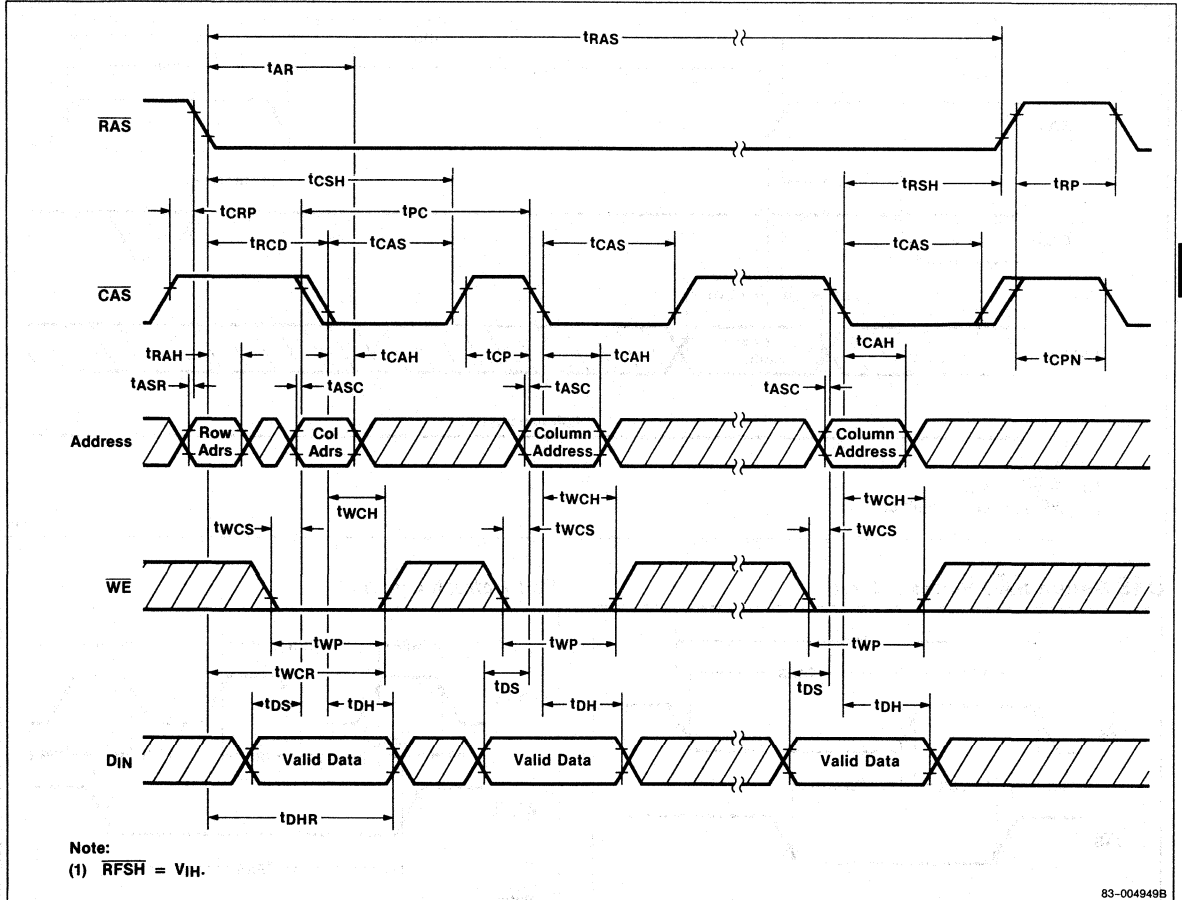 tRAS
tAR
RAS
tCSH
tRSH
tRP
tCRP
tPC
tRCD
tCAS
tCAS
tCAS
CAS
tRAH
tCAH
tCP
tCAH
tCAH
tCPN
tASR
tASC
tASC
tASC
Address
Row Adrs
Col Adrs
Column Address
Column Address
tWCH
tWCH
tWCH
tWCS
tWCS
tWCS
WE
tWP
tWP
tWP
tWCR
tDS
tDS
tDS
tDH
tDH
tDH
DIN
Valid Data
Valid Data
Valid Data
tDHR
Note:
(1) RFSH = VIH.
83-004949B